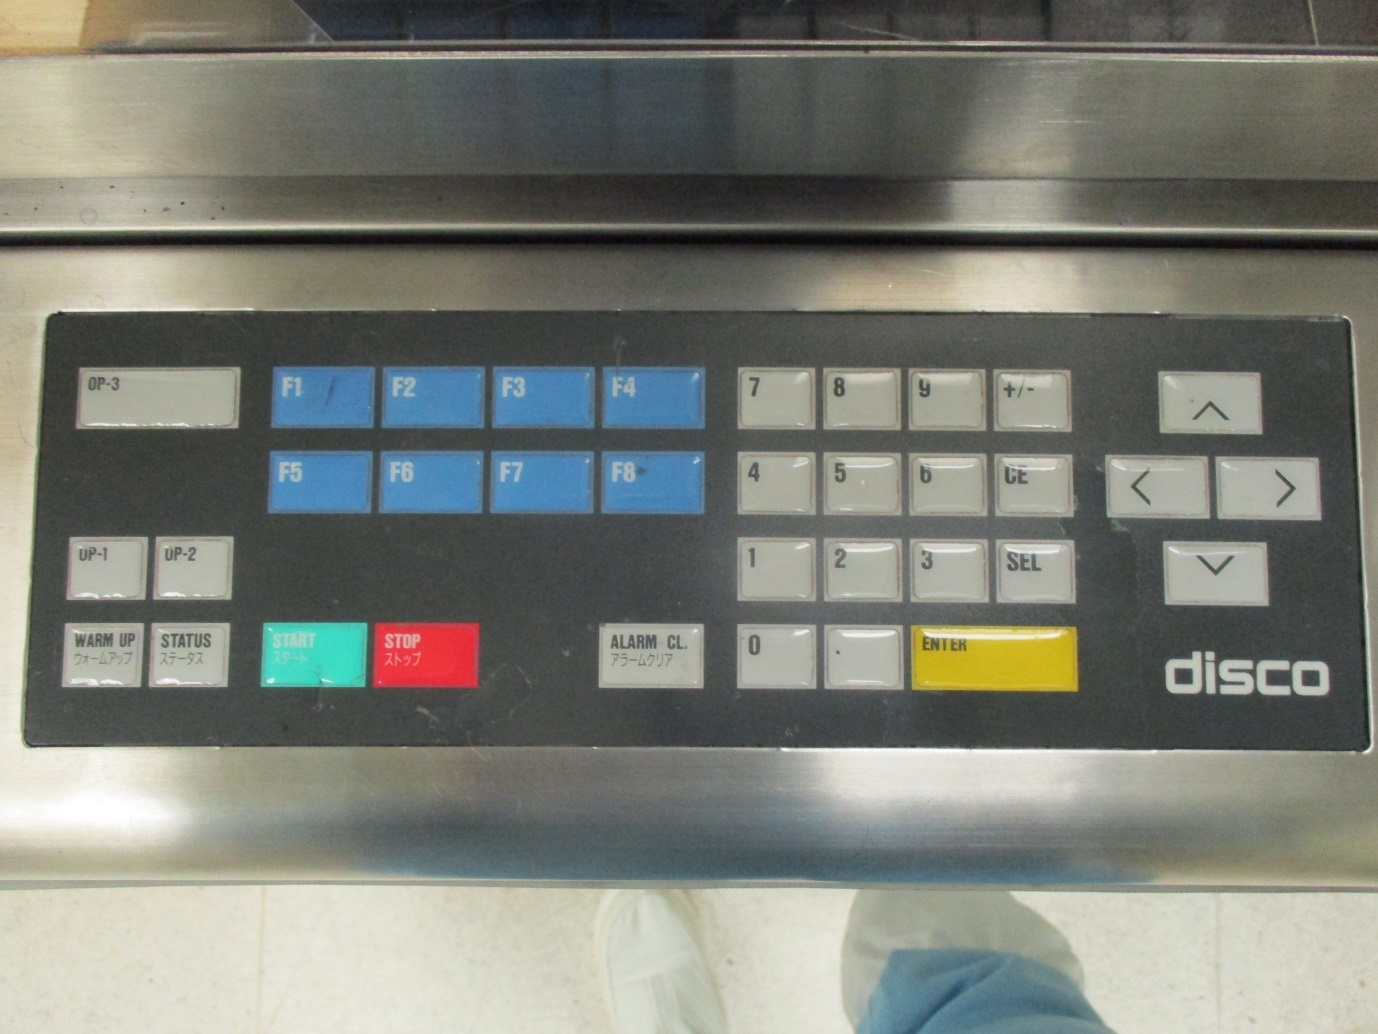 OP-3 F1 F2 F3 F4 7 8 9 +/-
F5 F6 F7 F8 4 5 6 CE
OP-1 OP-2 1 2 3 SEL
WARM UP STATUS START STOP ALARM CL. 0 . ENTER
ウォームアップ ステータス スタート ストップ アラームクリア
disco